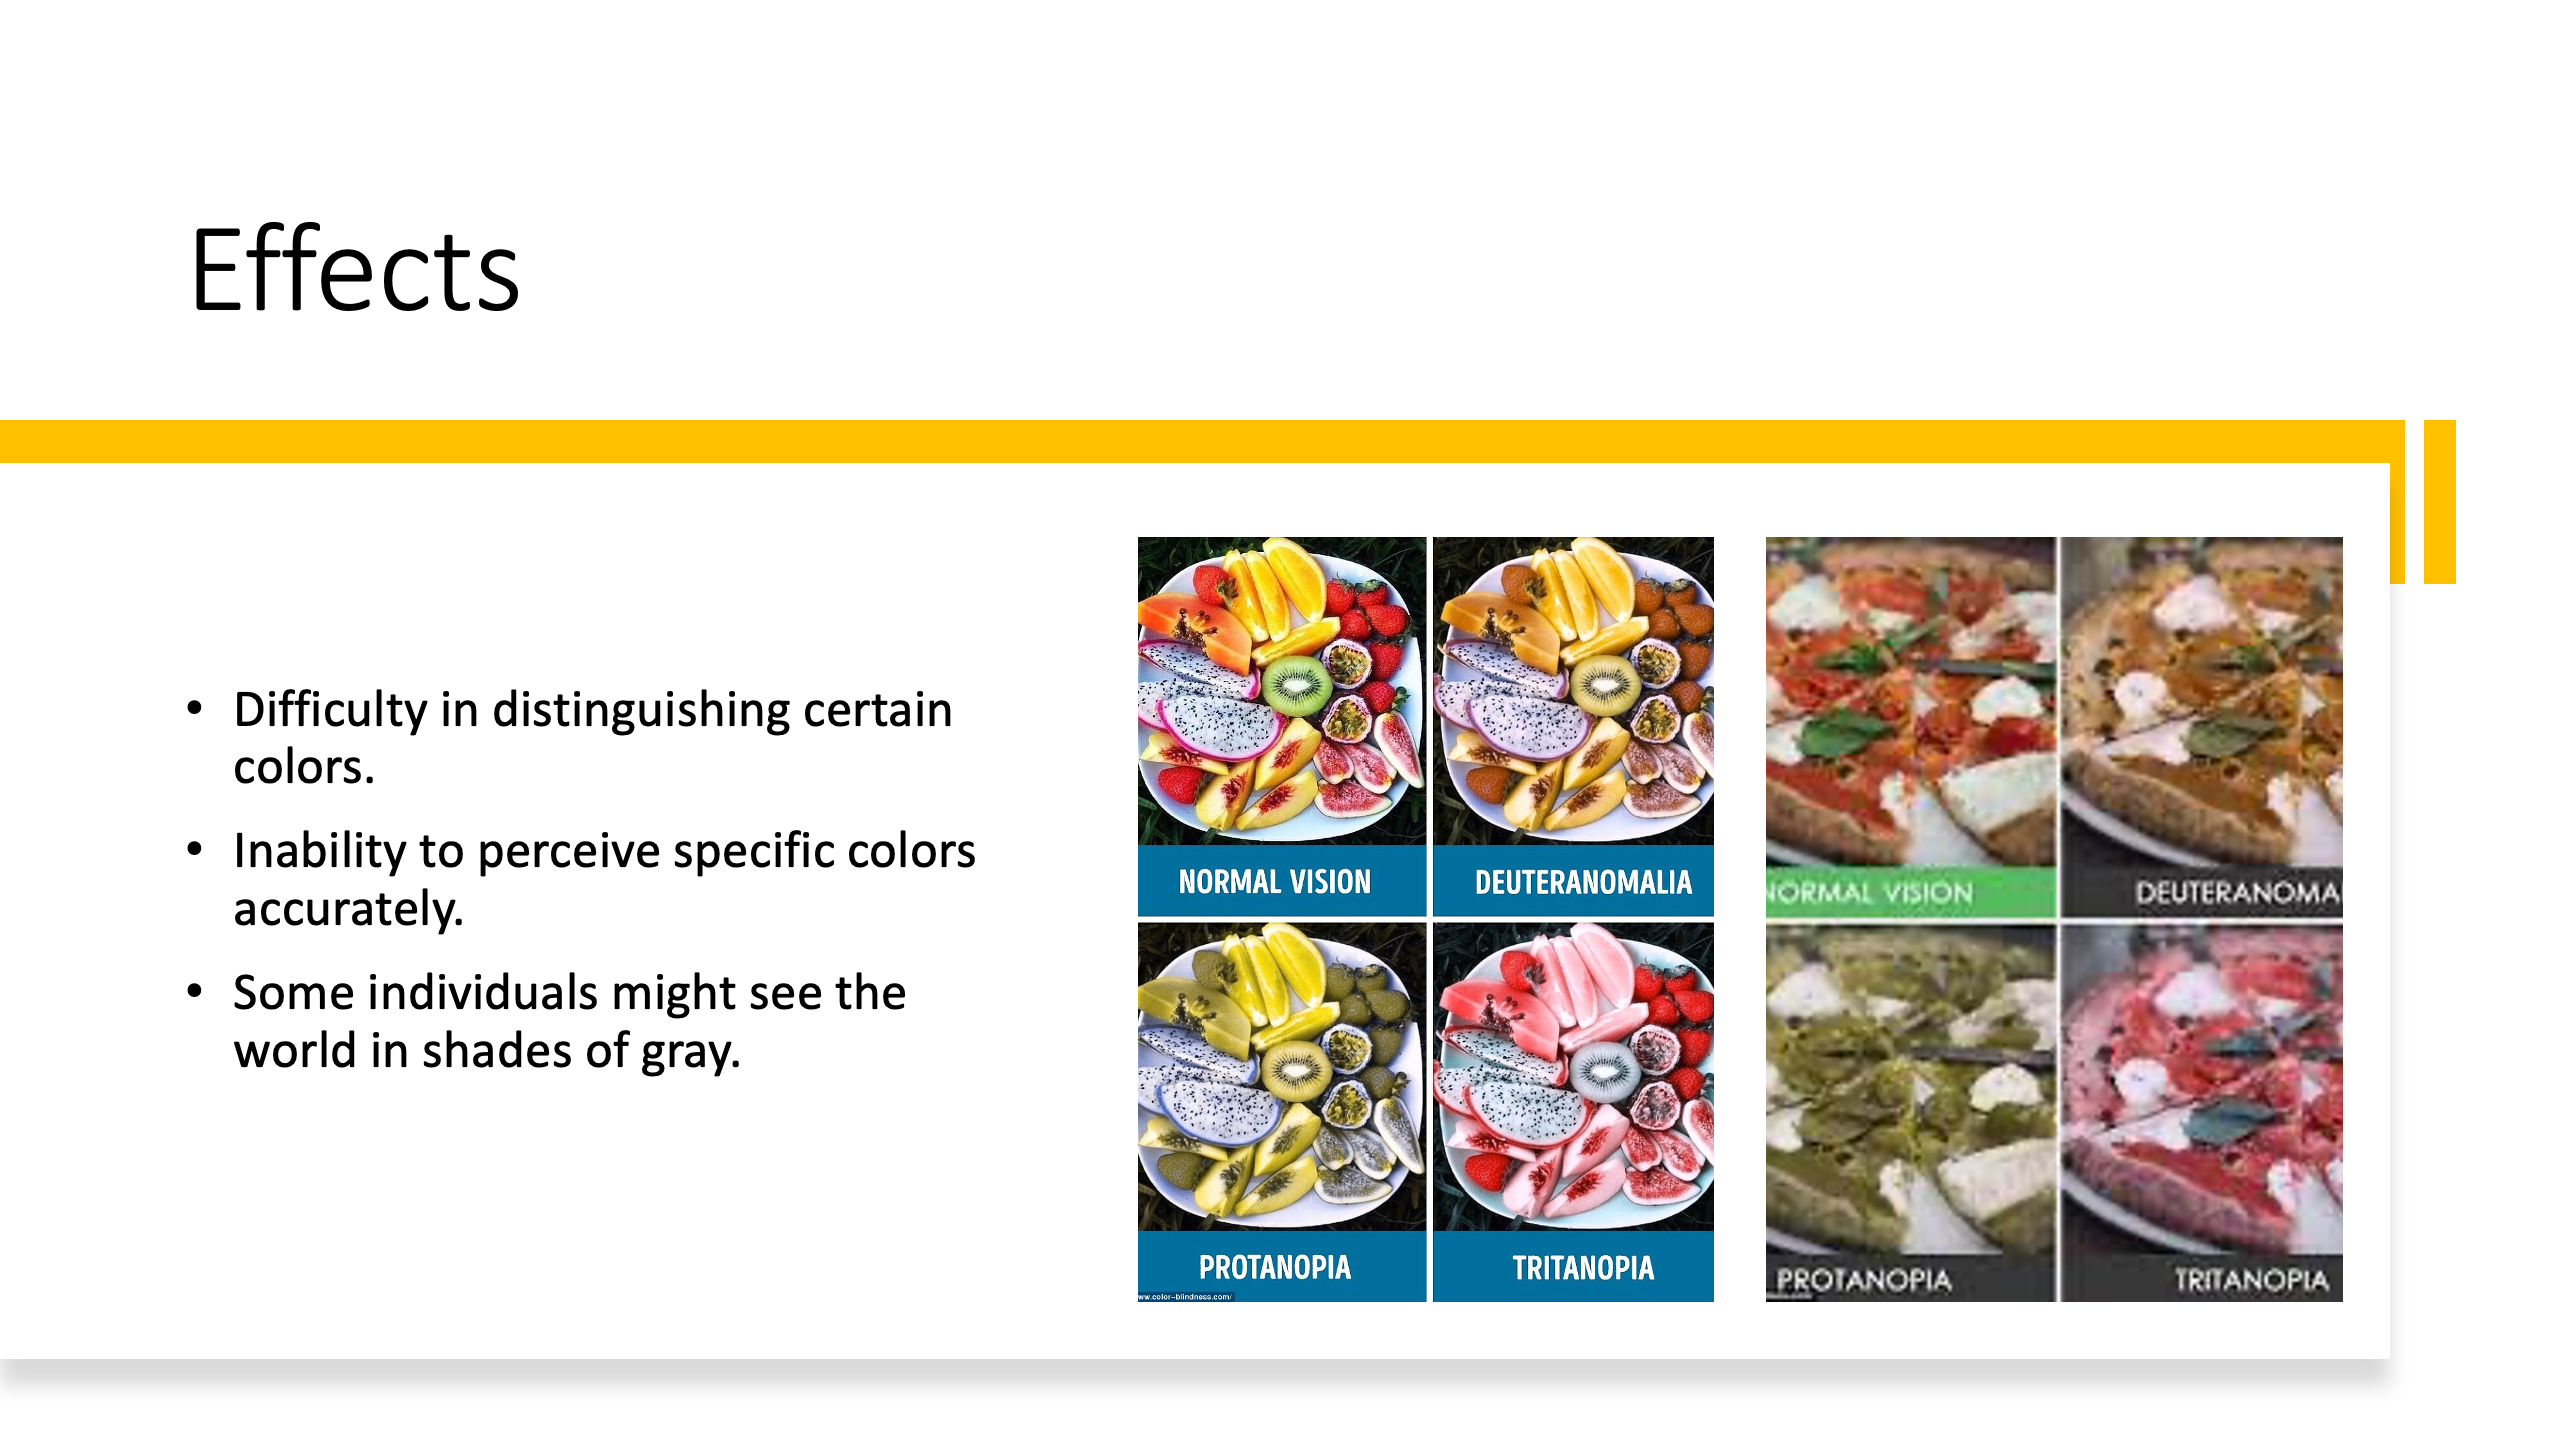 Effects
• Difficulty in distinguishing certain
colors.
• Inability to perceive specific colors
accurately.
• Some individuals might see the
world in shades of gray.
NORMAL VISION
DEUTERANOMALIA
PROTANOPIA
TRITANOPIA
ww.color-blindness.com/
NORMAL VISION
DEUTERANOMA
PROTANOPIA
TRITANOPIA